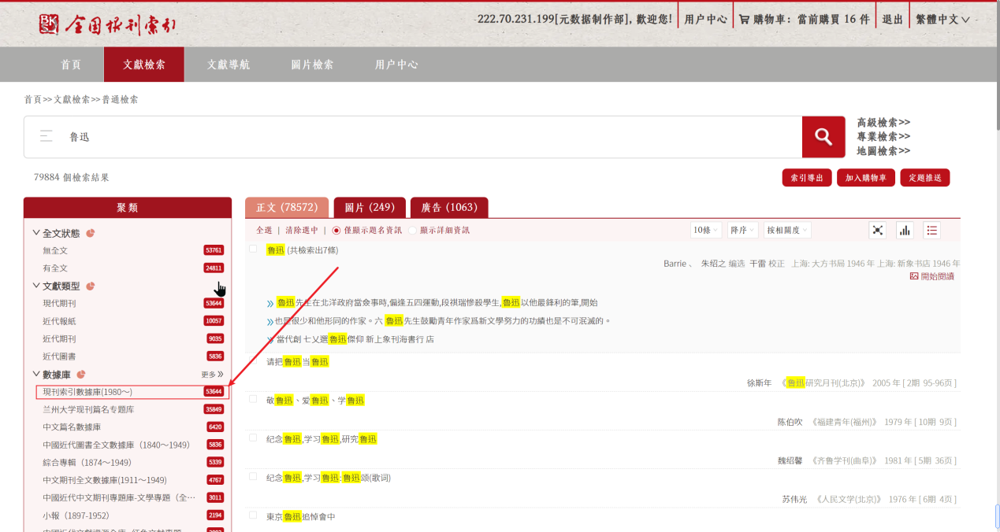 BKS 全国报刊索引
222.70.231.199[元数据制作部], 歡迎您! 用户中心 購物車：當前購買 16 件 退出 繁體中文
首頁 文獻檢索 文獻導航 圖片檢索 用户中心
首頁>>文獻檢索>>普通檢索
鲁迅
高級檢索>>
專業檢索>>
地圖檢索>>
79884 個檢索結果
索引導出 加入購物車 定題推送
聚類
全文狀態
無全文 53761
有全文 24811
文獻類型
現代期刊 53644
近代報紙 10057
近代期刊 9035
近代圖書 5836
數據庫 更多
現刊索引數據庫(1980～) 53644
兰州大学现刊篇名专题库 35849
中文篇名數據庫 6420
中國近代圖書全文數據庫（1840～1949） 5836
綜合專輯（1874～1949） 5339
中文期刊全文數據庫(1911～1949) 4767
中國近代中文期刊專題庫-文學專題（全… 3011
小報（1897-1952） 2194
正文 (78572) 圖片 (249) 廣告 (1063)
全選 | 清除選中 | 僅顯示題名資訊 顯示詳細資訊 10條 降序 按相關度
鲁迅 (共檢索出7條)
Barrie 、 朱绍之 编选 干雷 校正 上海: 大方书局 1946 年 上海: 新象书店 1946 年
開始閱讀
魯迅先生在北洋政府當僉事時,偏逢五四運動,段祺瑞慘殺學生,魯迅以他最鋒利的筆,開始
也是很少和他形同的作家。六 魯迅先生鼓勵青年作家爲新文學努力的功績也是不可泯滅的。
當代創 七乂選魯迅傑仰 新上象刊海書行 店
请把鲁迅当鲁迅
徐斯年 《鲁迅研究月刊(北京)》 2005 年 [ 2期 95-96页 ]
敬鲁迅、爱鲁迅、学鲁迅
陈伯吹 《福建青年(福州)》 1979 年 [ 10期 9页 ]
纪念鲁迅,学习鲁迅,研究鲁迅
魏绍馨 《齐鲁学刊(曲阜)》 1981 年 [ 5期 36页 ]
纪念鲁迅,学习鲁迅:鲁迅颂(歌词)
苏伟光 《人民文学(北京)》 1976 年 [ 6期 4页 ]
東京魯迅追悼會中